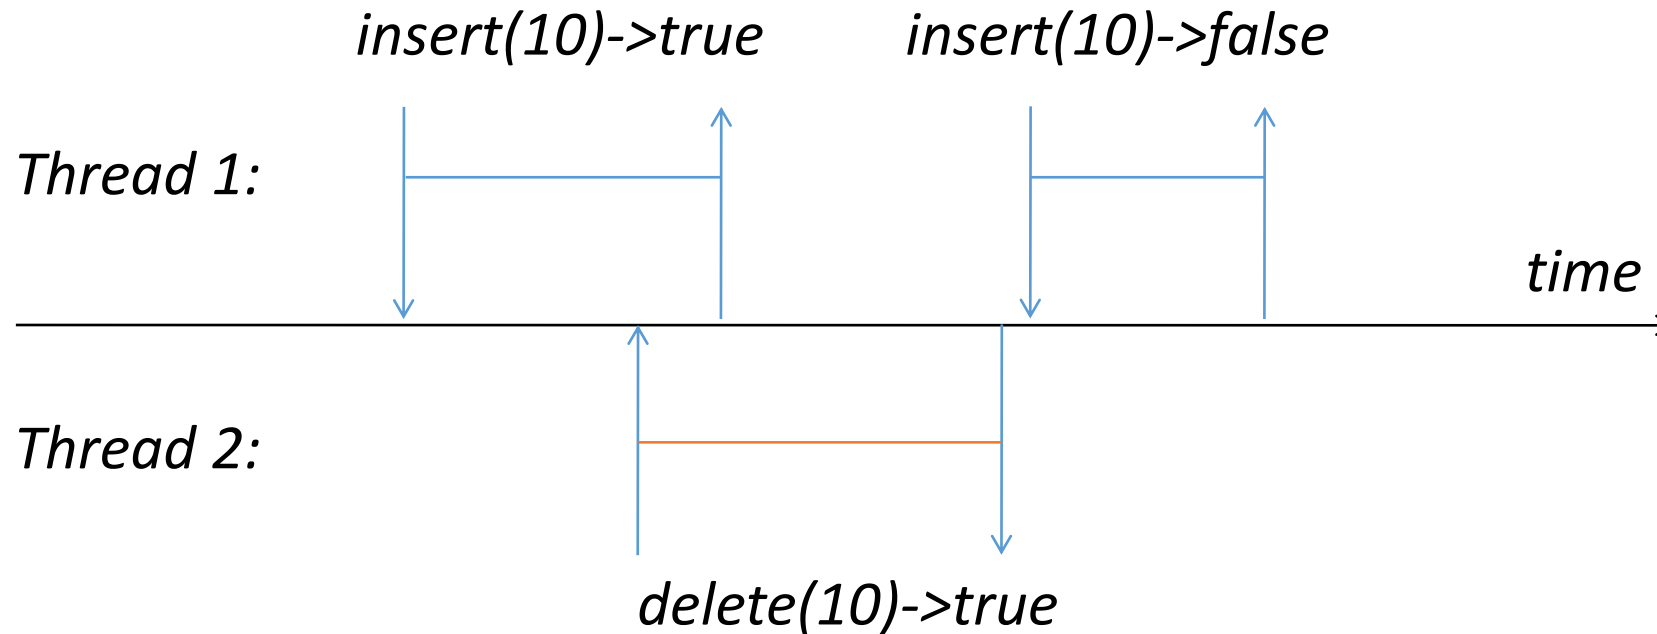 insert(10)->true
insert(10)->false
Thread 1:
time
Thread 2:
delete(10)->true